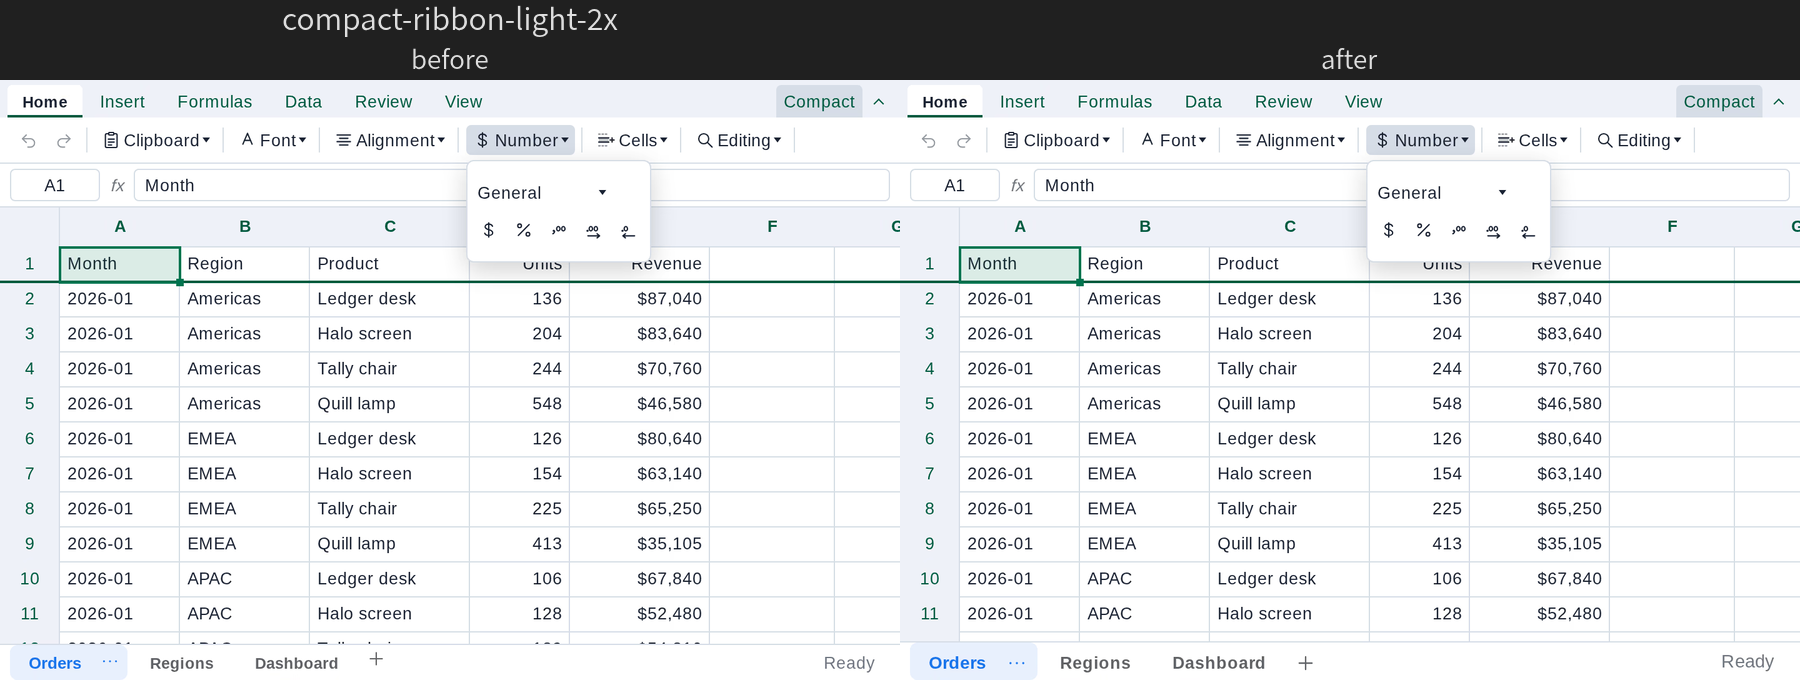 compact-ribbon-light-2x
before after
Home Insert Formulas Data Review View Compact Home Insert Formulas Data Review View Compact
Clipboard Font Alignment $ Number Cells Editing Clipboard Font Alignment $ Number Cells Editing
A1 fx Month A1 fx Month
General General
$ % ,00 .00 .0 $ % ,00 .00 .0
A B C F G A B C F G
1 Month Region Product Units Revenue 1 Month Region Product Units Revenue
2 2026-01 Americas Ledger desk 136 $87,040 2 2026-01 Americas Ledger desk 136 $87,040
3 2026-01 Americas Halo screen 204 $83,640 3 2026-01 Americas Halo screen 204 $83,640
4 2026-01 Americas Tally chair 244 $70,760 4 2026-01 Americas Tally chair 244 $70,760
5 2026-01 Americas Quill lamp 548 $46,580 5 2026-01 Americas Quill lamp 548 $46,580
6 2026-01 EMEA Ledger desk 126 $80,640 6 2026-01 EMEA Ledger desk 126 $80,640
7 2026-01 EMEA Halo screen 154 $63,140 7 2026-01 EMEA Halo screen 154 $63,140
8 2026-01 EMEA Tally chair 225 $65,250 8 2026-01 EMEA Tally chair 225 $65,250
9 2026-01 EMEA Quill lamp 413 $35,105 9 2026-01 EMEA Quill lamp 413 $35,105
10 2026-01 APAC Ledger desk 106 $67,840 10 2026-01 APAC Ledger desk 106 $67,840
11 2026-01 APAC Halo screen 128 $52,480 11 2026-01 APAC Halo screen 128 $52,480
Orders ... Regions Dashboard + Ready Orders ... Regions Dashboard + Ready